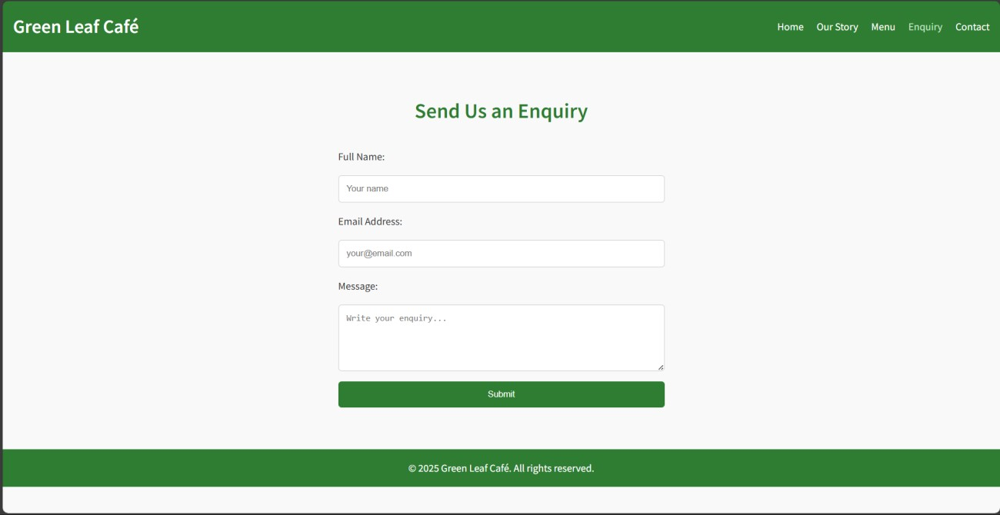 Green Leaf Café
Home Our Story Menu Enquiry Contact
Send Us an Enquiry
Full Name:
Your name
Email Address:
your@email.com
Message:
Write your enquiry...
Submit
© 2025 Green Leaf Café. All rights reserved.